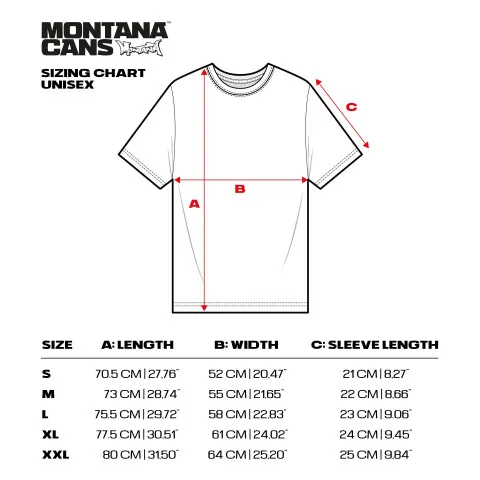 MONTANA™
CANS
SIZING CHART
UNISEX
C
B
A
SIZE A: LENGTH B: WIDTH C: SLEEVE LENGTH
S 70.5 CM | 27.76″ 52 CM | 20.47″ 21 CM | 8,27″
M 73 CM | 28.74″ 55 CM | 21.65″ 22 CM | 8,66″
L 75.5 CM | 29.72″ 58 CM | 22.83″ 23 CM | 9.06″
XL 77.5 CM | 30.51″ 61 CM | 24.02″ 24 CM | 9.45″
XXL 80 CM | 31.50″ 64 CM | 25.20″ 25 CM | 9.84″